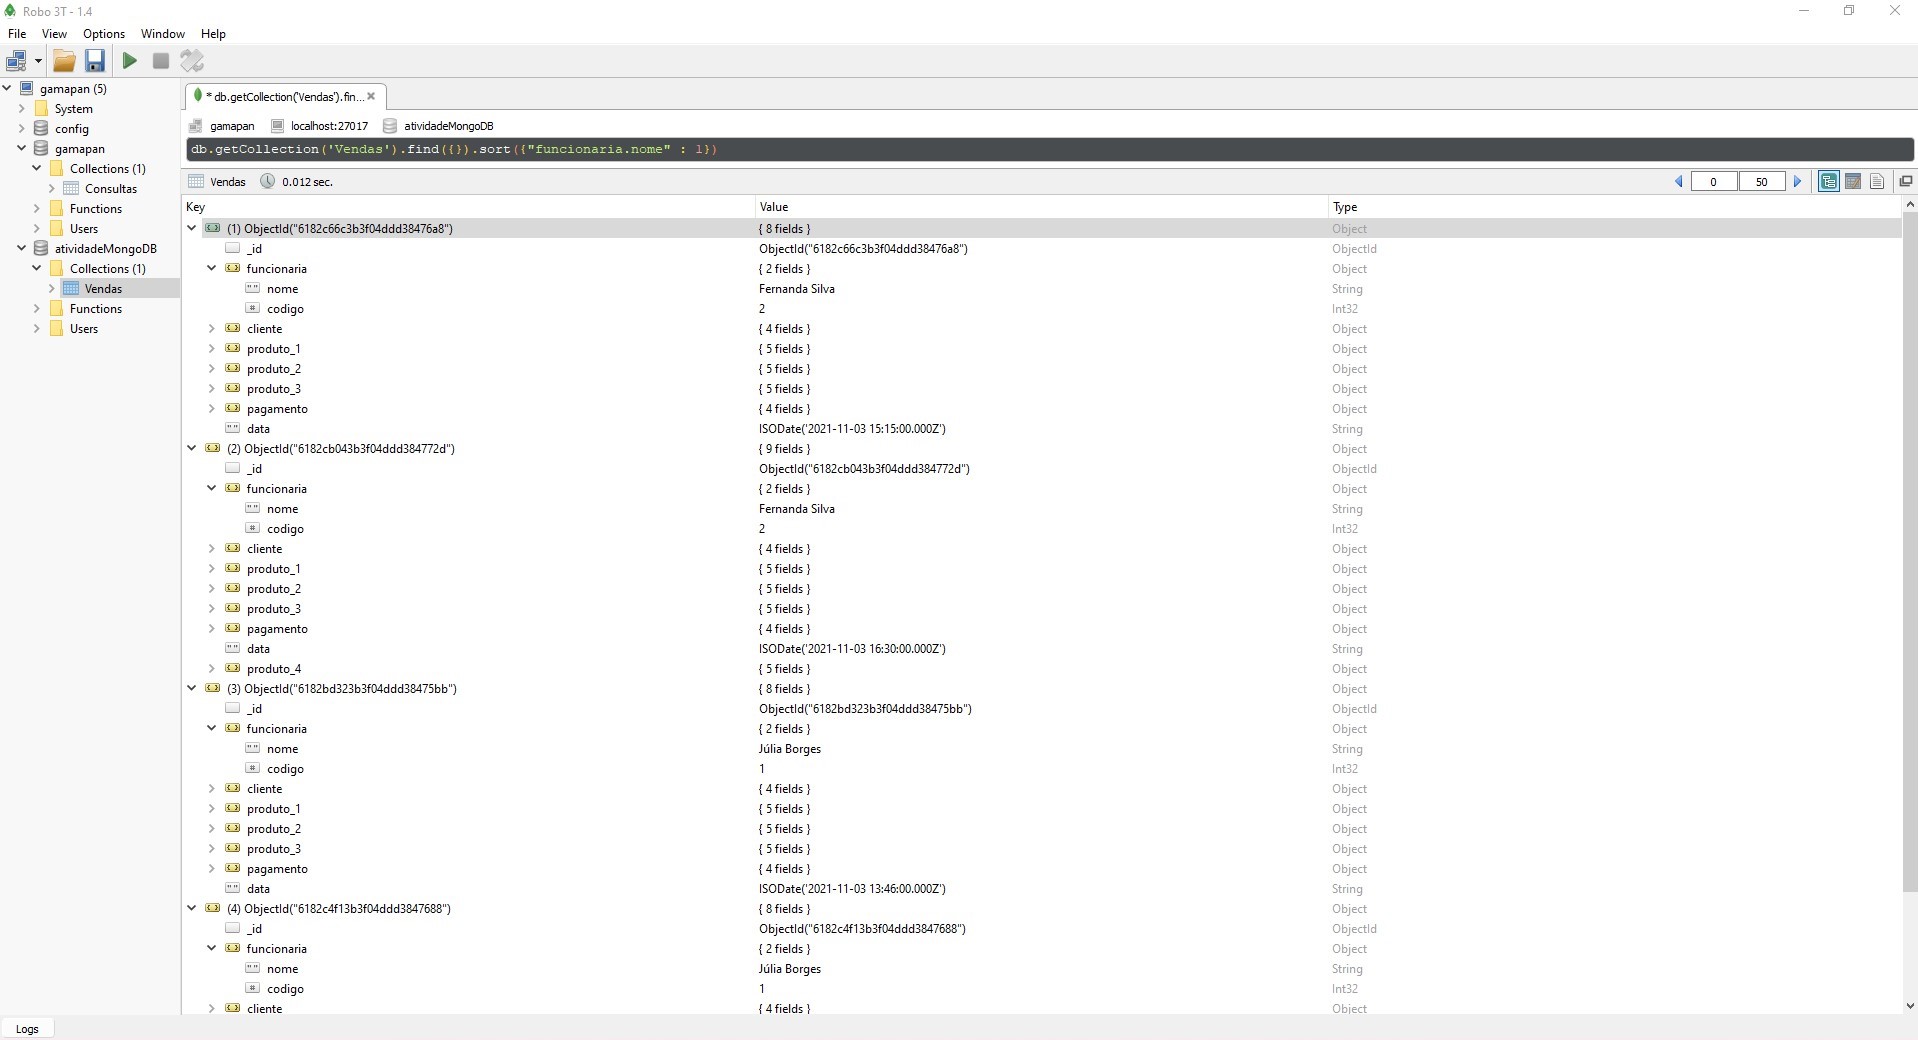 Robo 3T - 1.4
File View Options Window Help
gamapan (5)
System
config
gamapan
Collections (1)
Consultas
Functions
Users
atividadeMongoDB
Collections (1)
Vendas
Functions
Users
* db.getCollection('Vendas').fin...
gamapan localhost:27017 atividadeMongoDB
db.getCollection('Vendas').find({}).sort({"funcionaria.nome" : 1})
Vendas 0.012 sec. 0 50
Key Value Type
(1) ObjectId("6182c66c3b3f04ddd38476a8") { 8 fields } Object
_id ObjectId("6182c66c3b3f04ddd38476a8") ObjectId
funcionaria { 2 fields } Object
nome Fernanda Silva String
codigo 2 Int32
cliente { 4 fields } Object
produto_1 { 5 fields } Object
produto_2 { 5 fields } Object
produto_3 { 5 fields } Object
pagamento { 4 fields } Object
data ISODate('2021-11-03 15:15:00.000Z') String
(2) ObjectId("6182cb043b3f04ddd384772d") { 9 fields } Object
_id ObjectId("6182cb043b3f04ddd384772d") ObjectId
funcionaria { 2 fields } Object
nome Fernanda Silva String
codigo 2 Int32
cliente { 4 fields } Object
produto_1 { 5 fields } Object
produto_2 { 5 fields } Object
produto_3 { 5 fields } Object
pagamento { 4 fields } Object
data ISODate('2021-11-03 16:30:00.000Z') String
produto_4 { 5 fields } Object
(3) ObjectId("6182bd323b3f04ddd38475bb") { 8 fields } Object
_id ObjectId("6182bd323b3f04ddd38475bb") ObjectId
funcionaria { 2 fields } Object
nome Júlia Borges String
codigo 1 Int32
cliente { 4 fields } Object
produto_1 { 5 fields } Object
produto_2 { 5 fields } Object
produto_3 { 5 fields } Object
pagamento { 4 fields } Object
data ISODate('2021-11-03 13:46:00.000Z') String
(4) ObjectId("6182c4f13b3f04ddd3847688") { 8 fields } Object
_id ObjectId("6182c4f13b3f04ddd3847688") ObjectId
funcionaria { 2 fields } Object
nome Júlia Borges String
codigo 1 Int32
cliente { 4 fields } Object
Logs